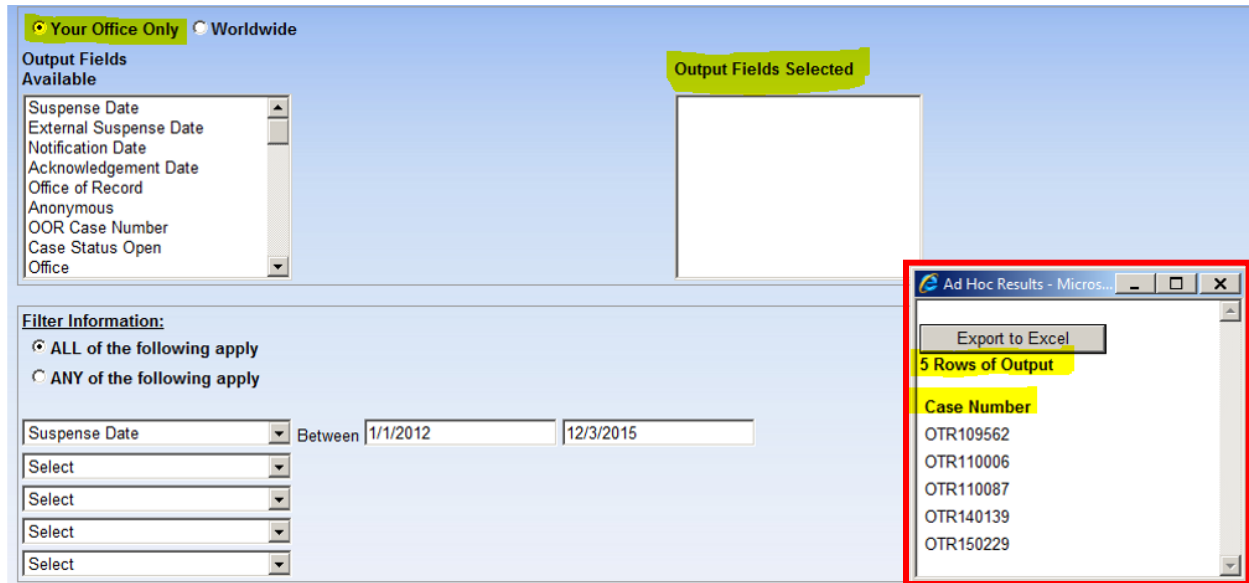 Your Office Only Worldwide
Output Fields
Available
Output Fields Selected
Suspense Date
External Suspense Date
Notification Date
Acknowledgement Date
Office of Record
Anonymous
OOR Case Number
Case Status Open
Office
Filter Information:
ALL of the following apply
ANY of the following apply
Suspense Date Between 1/1/2012 12/3/2015
Select
Select
Select
Select
Ad Hoc Results - Micros...
Export to Excel
5 Rows of Output
Case Number
OTR109562
OTR110006
OTR110087
OTR140139
OTR150229